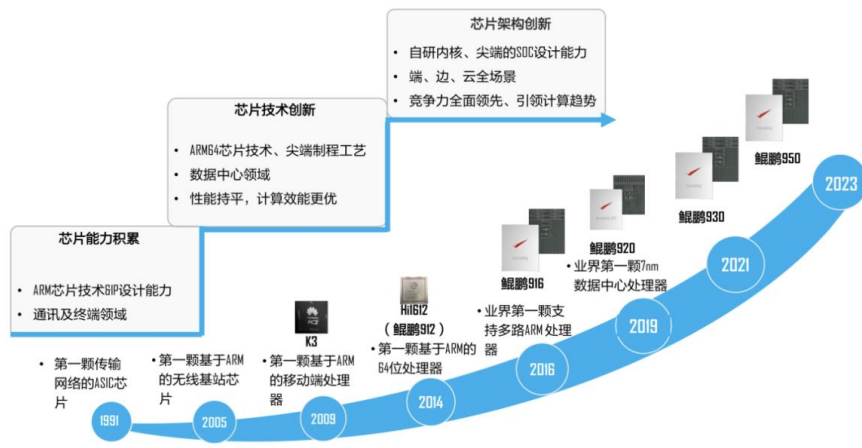 芯片架构创新
• 自研内核、尖端的SOC设计能力
• 端、边、云全场景
• 竞争力全面领先、引领计算趋势
芯片技术创新
• ARM64芯片技术、尖端制程工艺
• 数据中心领域
• 性能持平，计算效能更优
芯片能力积累
• ARM芯片技术6IP设计能力
• 通讯及终端领域
• 第一颗传输
网络的ASIC芯
片
1991
• 第一颗基于ARM
的无线基站芯
片
2005
K3
• 第一颗基于ARM
的移动端处理
器
2009
Hi1612
（鲲鹏912）
• 第一颗基于ARM的
64位处理器
2014
鲲鹏916
• 业界第一颗支
持多路ARM 处理
器
2016
鲲鹏920
• 业界第一颗7nm
数据中心处理器
2019
鲲鹏930
2021
鲲鹏950
2023